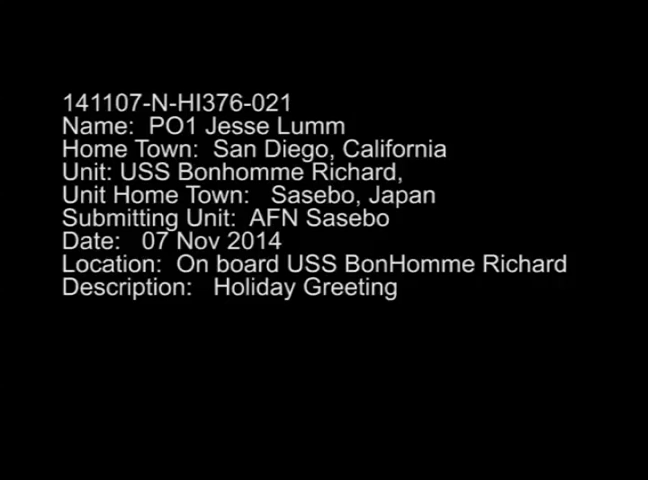 141107-N-HI376-021
Name: PO1 Jesse Lumm
Home Town: San Diego, California
Unit: USS Bonhomme Richard,
Unit Home Town: Sasebo, Japan
Submitting Unit: AFN Sasebo
Date: 07 Nov 2014
Location: On board USS BonHomme Richard
Description: Holiday Greeting